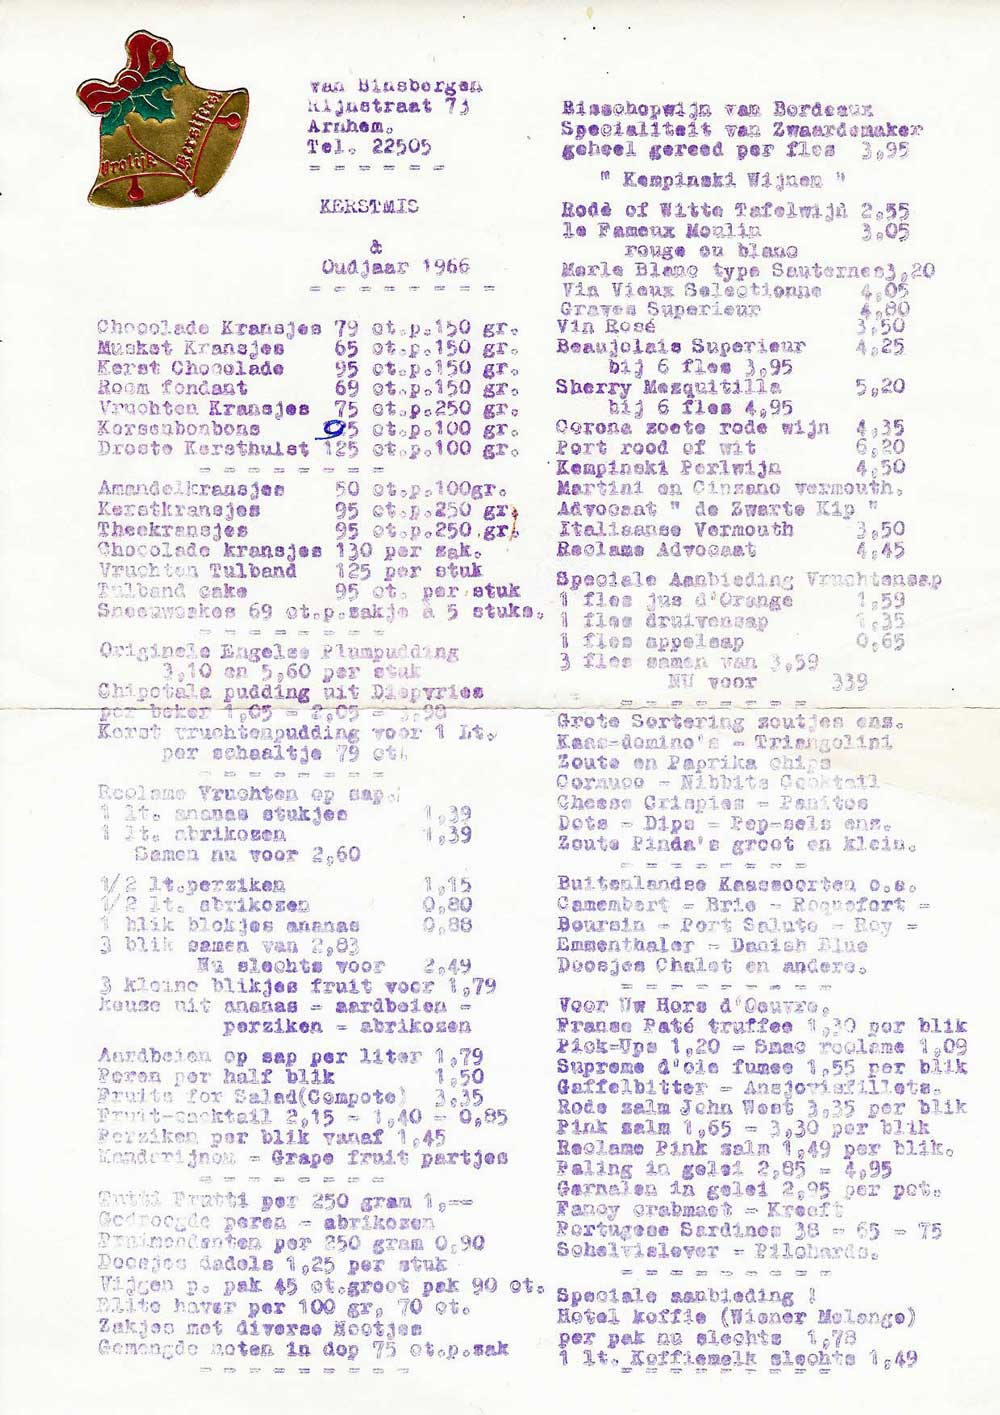 Vrolijk Kerstfeest
van Binsbergen
Rijnstraat 73
Arnhem.
Tel. 22505
= = = = = =
KERSTMIS
&
Oudjaar 1966
= = = = = = = =
Chocolade Kransjes 79 ct.p.150 gr.
Musket Kransjes 65 ct.p.150 gr.
Kerst Chocolade 95 ct.p.150 gr.
Room fondant 69 ct.p.150 gr.
Vruchten Kransjes 75 ct.p.250 gr.
Kersenbonbons 95 ct.p.100 gr.
Droste Kersthulst 125 ct.p.100 gr.
= = = = = = = =
Amandelkransjes 50 ct.p.100gr.
Kerstkransjes 95 ct.p.250 gr.
Theekransjes 95 ct.p.250.gr.
Chocolade kransjes 130 per zak.
Vruchten Tulband 125 per stuk
Tulband cake 95 ct. per stuk
Sneeuweskes 69 ct.p.zakje à 5 stuks.
= = = = = = = =
Originele Engelse Plumpudding
3,10 en 5,60 per stuk
Chipotala pudding uit Diepvries
per beker 1,05 = 2,05 = 3,98
Kerst vruchtenpudding voor 1 Lt.
per schaaltje 79 ct.
= = = = = = = =
Reclame Vruchten op sap.
1 lt. ananas stukjes 1,39
1 lt. abrikozen 1,39
Samen nu voor 2,60
1/2 lt.perziken 1,15
1/2 lt. abrikozen 0,80
1 blik blokjes ananas 0,88
3 blik samen van 2,83
Nu slechts voor 2,49
3 kleine blikjes fruit voor 1,79
keuze uit ananas = aardbeien =
perziken = abrikozen
Aardbeien op sap per liter 1,79
Peren per half blik 1,50
Fruits for Salad(Compote) 3,35
Fruit-cocktail 2,15 = 1,40 = 0,85
Perziken per blik vanaf 1,45
Manderijnen = Grape fruit partjes
= = = = = = = =
Tutti Frutti per 250 gram 1,--
Gedroogde peren = abrikozen
Pruimendanten per 250 gram 0,90
Doosjes dadels 1,25 per stuk
Vijgen p. pak 45 ct.groot pak 90 ct.
Elite haver per 100 gr, 70 ct.
Zakjes met diverse Nootjes
Gemengde noten in dop 75 ct.p.zak
= = = = = = = =
Bisschopwijn van Bordeaux
Specialiteit van Zwaardemaker
geheel gereed per fles 3,95
" Kempinski Wijnen "
Rode of Witte Tafelwijn 2,55
le Fameux Moulin 3,05
rouge ou blanc
Merle Blanc type Sauternes3,20
Vin Vieux Selectionne 4,05
Graves Superieur 4,80
Vin Rosé 3,50
Beaujolais Superieur 4,25
bij 6 fles 3,95
Sherry Mezquitilla 5,20
bij 6 fles 4,95
Corona zoete rode wijn 4,35
Port rood of wit 6,20
Kempinski Perlwijn 4,50
Martini en Cinzano vermouth.
Advocaat " de Zwarte Kip "
Italiaanse Vermouth 3,50
Reclame Advocaat 4,45
Speciale Aanbieding Vruchtensap
1 fles jus d'Orange 1,59
1 fles druivensap 1,35
1 fles appelsap 0,65
3 fles samen van 3,59
NU voor 339
= = = = = = = =
Grote Sortering zoutjes enz.
Kaas-domino's = Triangolini
Zoute en Paprika chips
Cornuco = Nibbits Cocktail
Cheese Crispies = Panitos
Dots = Dips = Pep-sels enz.
Zoute Pinda's groot en klein.
= = = = = = = =
Buitenlandse Kaassoorten o.a.
Camembert = Brie = Roquefort =
Boursin = Port Salute = Roy =
Emmenthaler = Danish Blue
Doosjes Chalet en andere.
= = = = = = = =
Voor Uw Hors d'Oeuvre.
Franse Paté truffee 1,30 per blik
Pick-Ups 1,20 = Smac reclame 1,09
Supreme d'oie fumee 1,55 per blik
Gaffelbitter = Ansjovisfillets.
Rode zalm John West 3,35 per blik
Pink zalm 1,65 = 3,30 per blik
Reclame Pink zalm 1,49 per blik.
Paling in gelei 2,85 = 4,95
Garnalen in gelei 2,95 per pot.
Fancy crabmaet = Kreeft
Portugese Sardines 38 = 65 = 75
Schelvislever = Pilchards.
= = = = = = = =
Speciale aanbieding !
Hotel koffie (Wiener Melange)
per pak nu slechts 1,78
1 lt. Koffiemelk slechts 1,49
= = = = = = = =